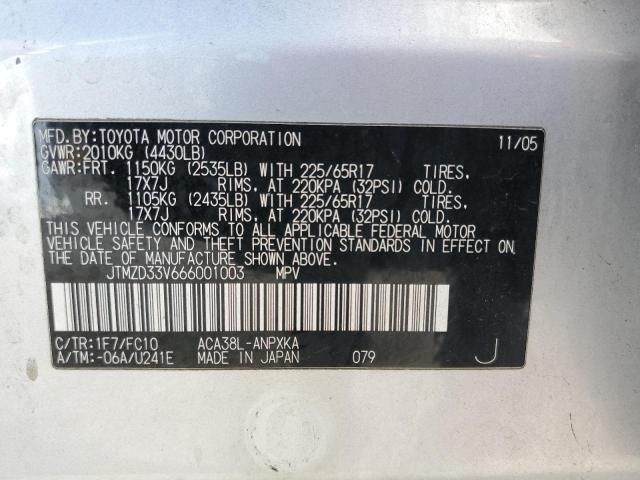 MFD.BY:TOYOTA MOTOR CORPORATION 11/05
GVWR:2010KG (4430LB)
GAWR:FRT. 1150KG (2535LB) WITH 225/65R17 TIRES,
17X7J RIMS, AT 220KPA (32PSI) COLD.
RR. 1105KG (2435LB) WITH 225/65R17 TIRES,
17X7J RIMS, AT 220KPA (32PSI) COLD.
THIS VEHICLE CONFORMS TO ALL APPLICABLE FEDERAL MOTOR
VEHICLE SAFETY AND THEFT PREVENTION STANDARDS IN EFFECT ON
THE DATE OF MANUFACTURE SHOWN ABOVE.
JTMZD33V666001003 MPV
C/TR:1F7/FC10 ACA38L-ANPXKA
A/TM:-06A/U241E MADE IN JAPAN 079 J